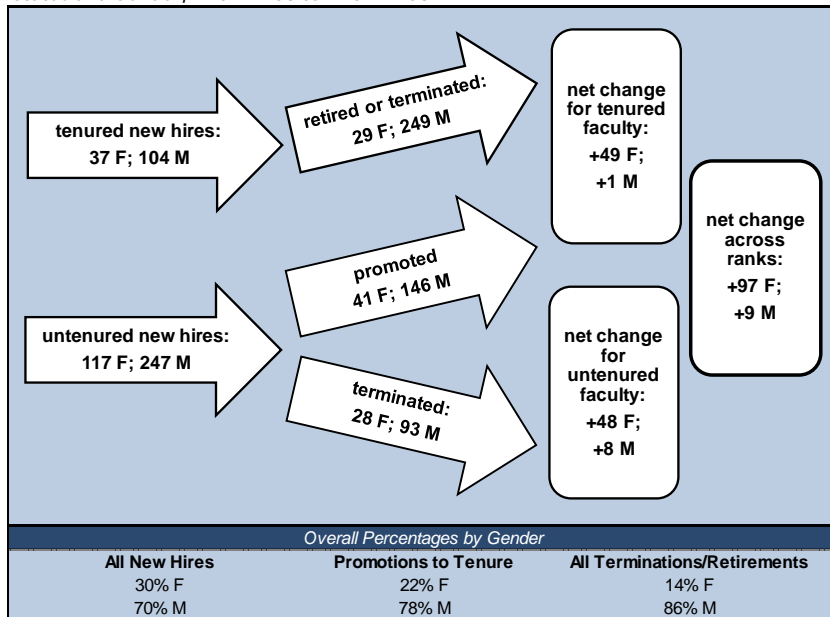 tenured new hires:
37 F; 104 M
retired or terminated:
29 F; 249 M
net change
for tenured
faculty:
+49 F;
+1 M
untenured new hires:
117 F; 247 M
promoted
41 F; 146 M
terminated:
28 F; 93 M
net change
for
untenured
faculty:
+48 F;
+8 M
net change
across
ranks:
+97 F;
+9 M
Overall Percentages by Gender
All New Hires Promotions to Tenure All Terminations/Retirements
30% F 22% F 14% F
70% M 78% M 86% M